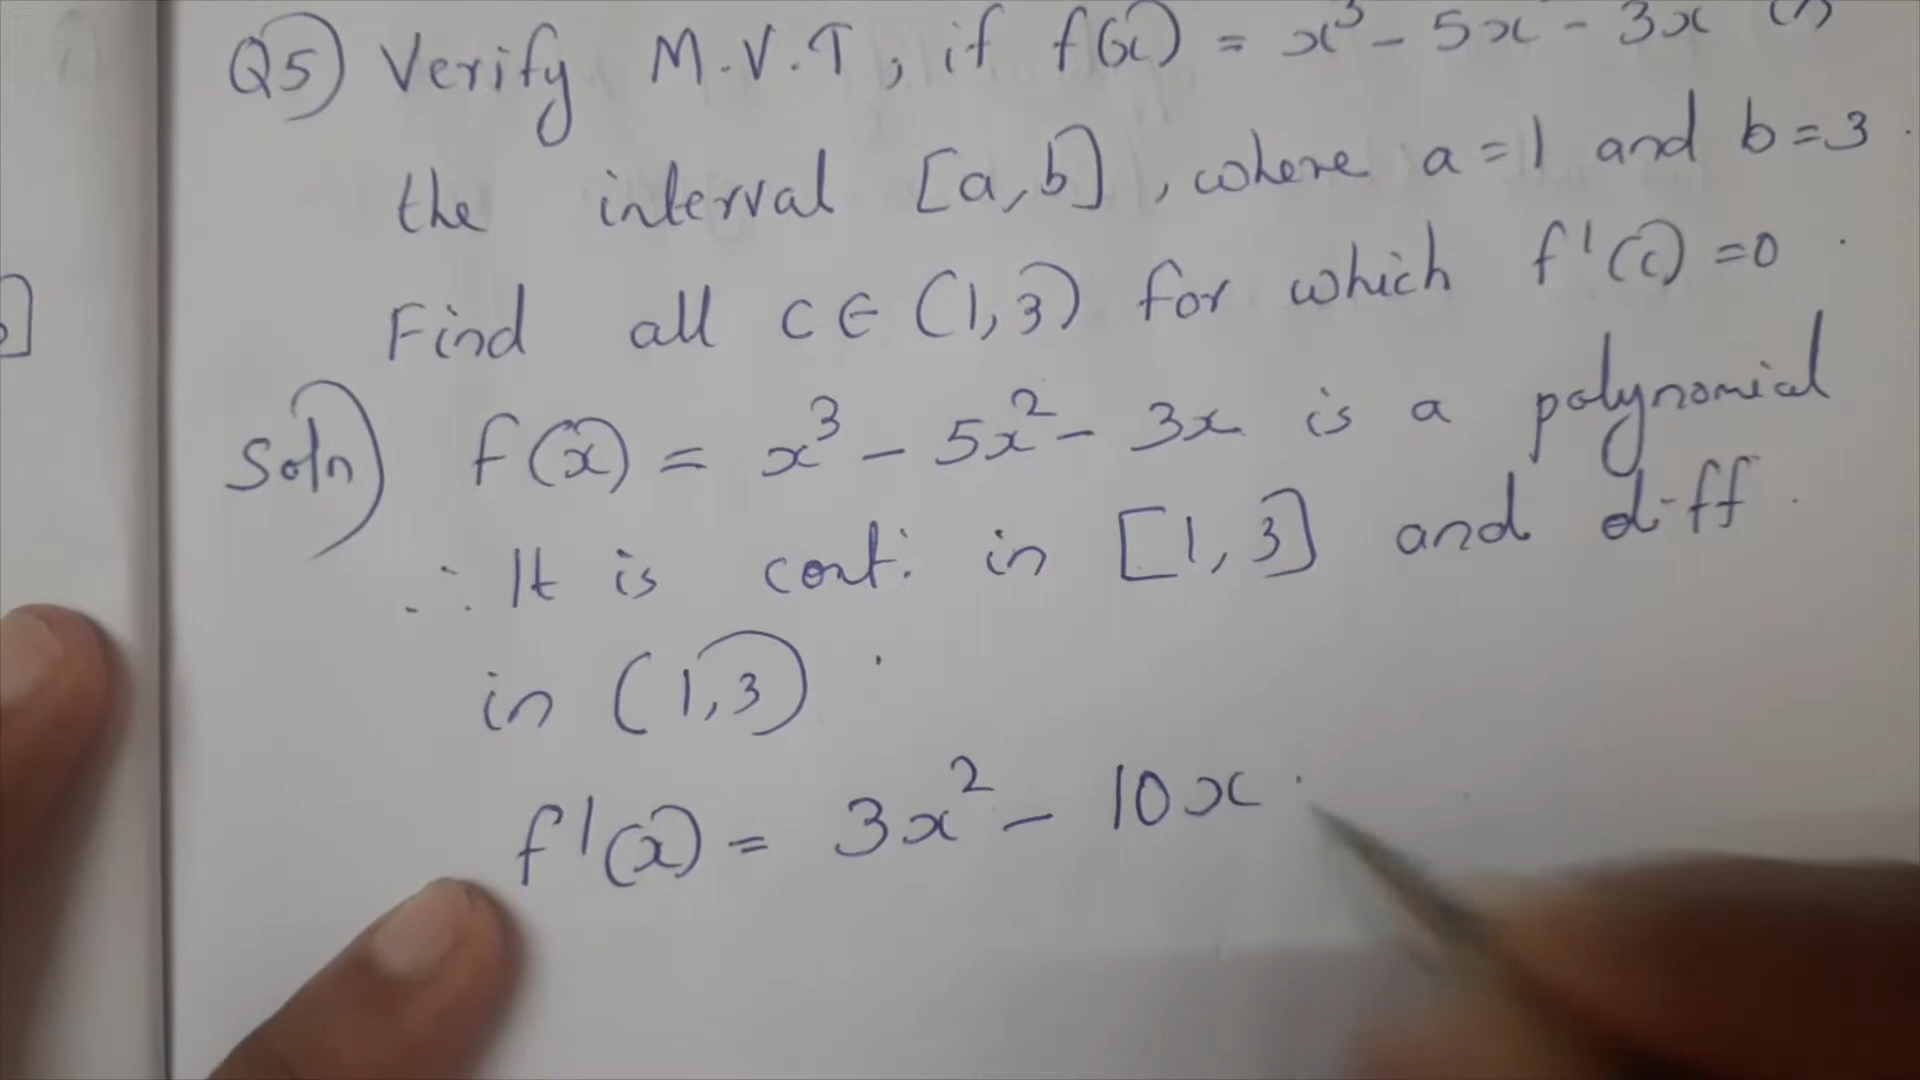 Q5) Verify M.V.T, if f(x) = x³ - 5x - 3x
the interval [a,b], where a=1 and b=3.
Find all c ∈ (1,3) for which f'(c) =0.
Soln) f(x) = x³ - 5x² - 3x is a polynomial
∴ It is cont. in [1,3] and diff.
in (1,3).
f'(x) = 3x² - 10x